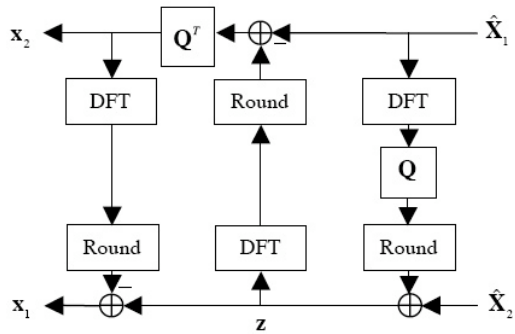 x₂ Qᵀ − X̂₁
DFT Round DFT
Q
Round DFT Round
x₁ − X̂₂
z